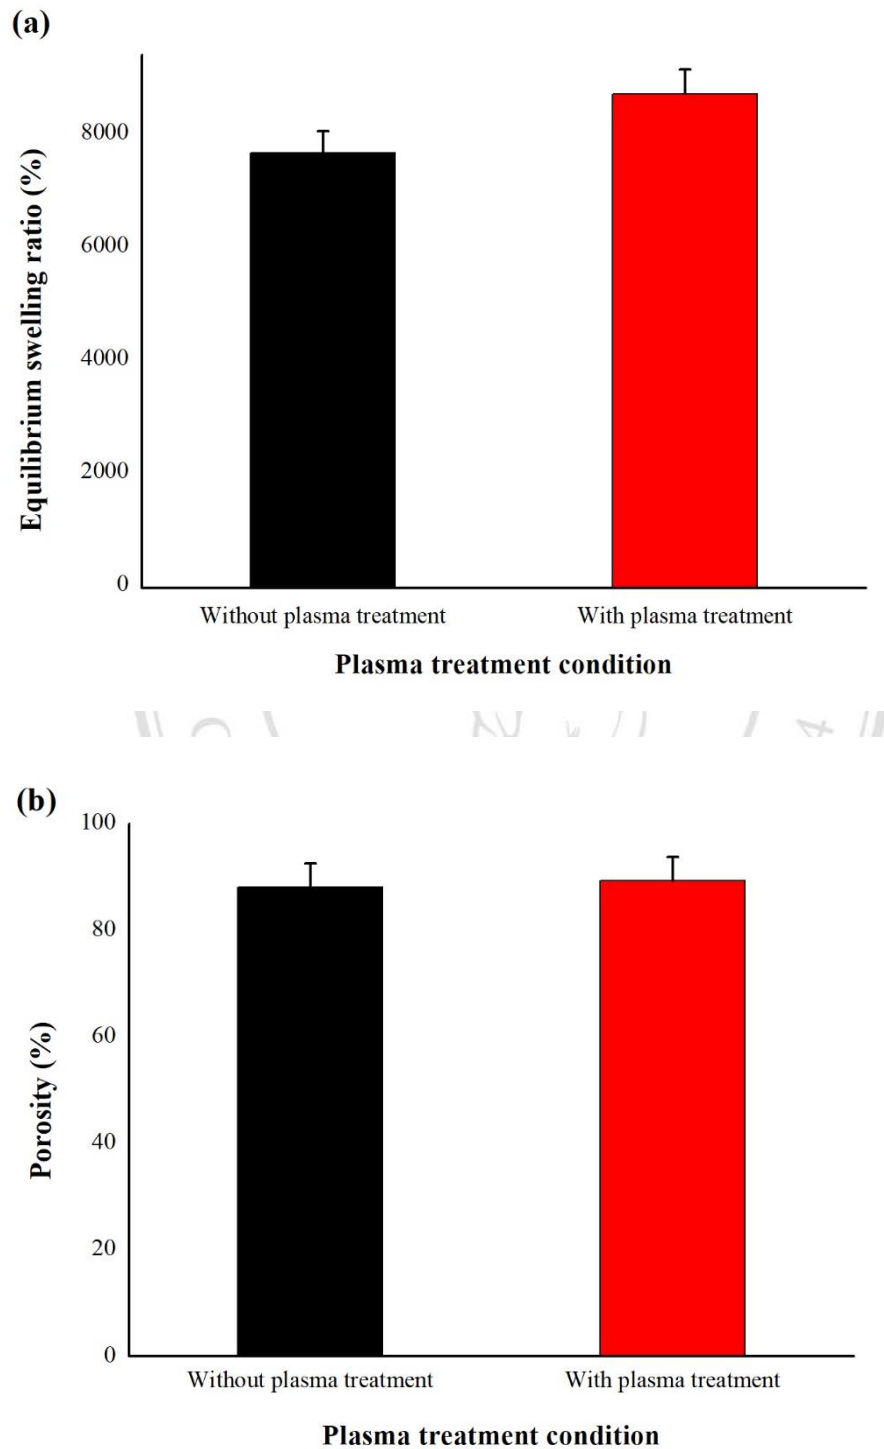 (a)
Equilibrium swelling ratio (%)
8000
6000
4000
2000
0
Without plasma treatment With plasma treatment
Plasma treatment condition
(b)
Porosity (%)
100
80
60
40
20
0
Without plasma treatment With plasma treatment
Plasma treatment condition